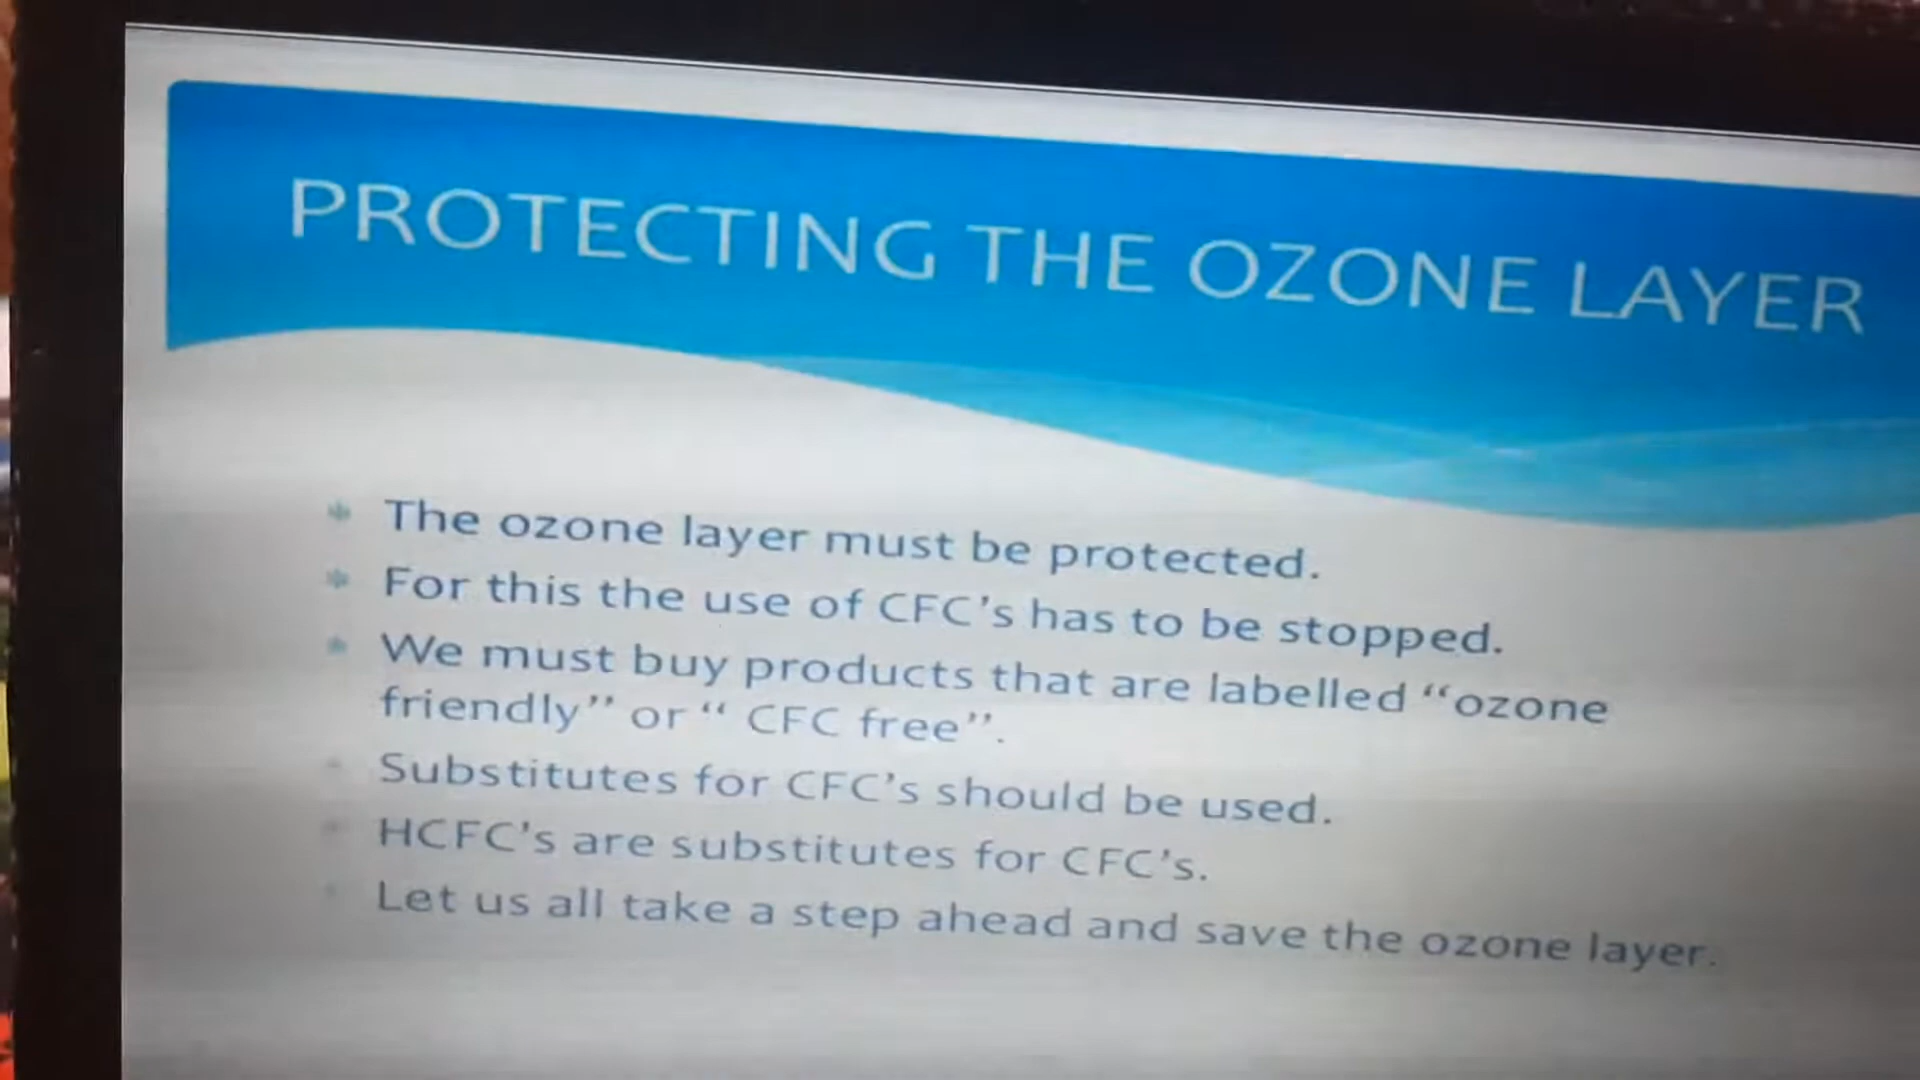 PROTECTING THE OZONE LAYER
The ozone layer must be protected.
For this the use of CFC's has to be stopped.
We must buy products that are labelled “ozone
friendly” or “ CFC free”.
Substitutes for CFC's should be used.
HCFC's are substitutes for CFC's.
Let us all take a step ahead and save the ozone layer.